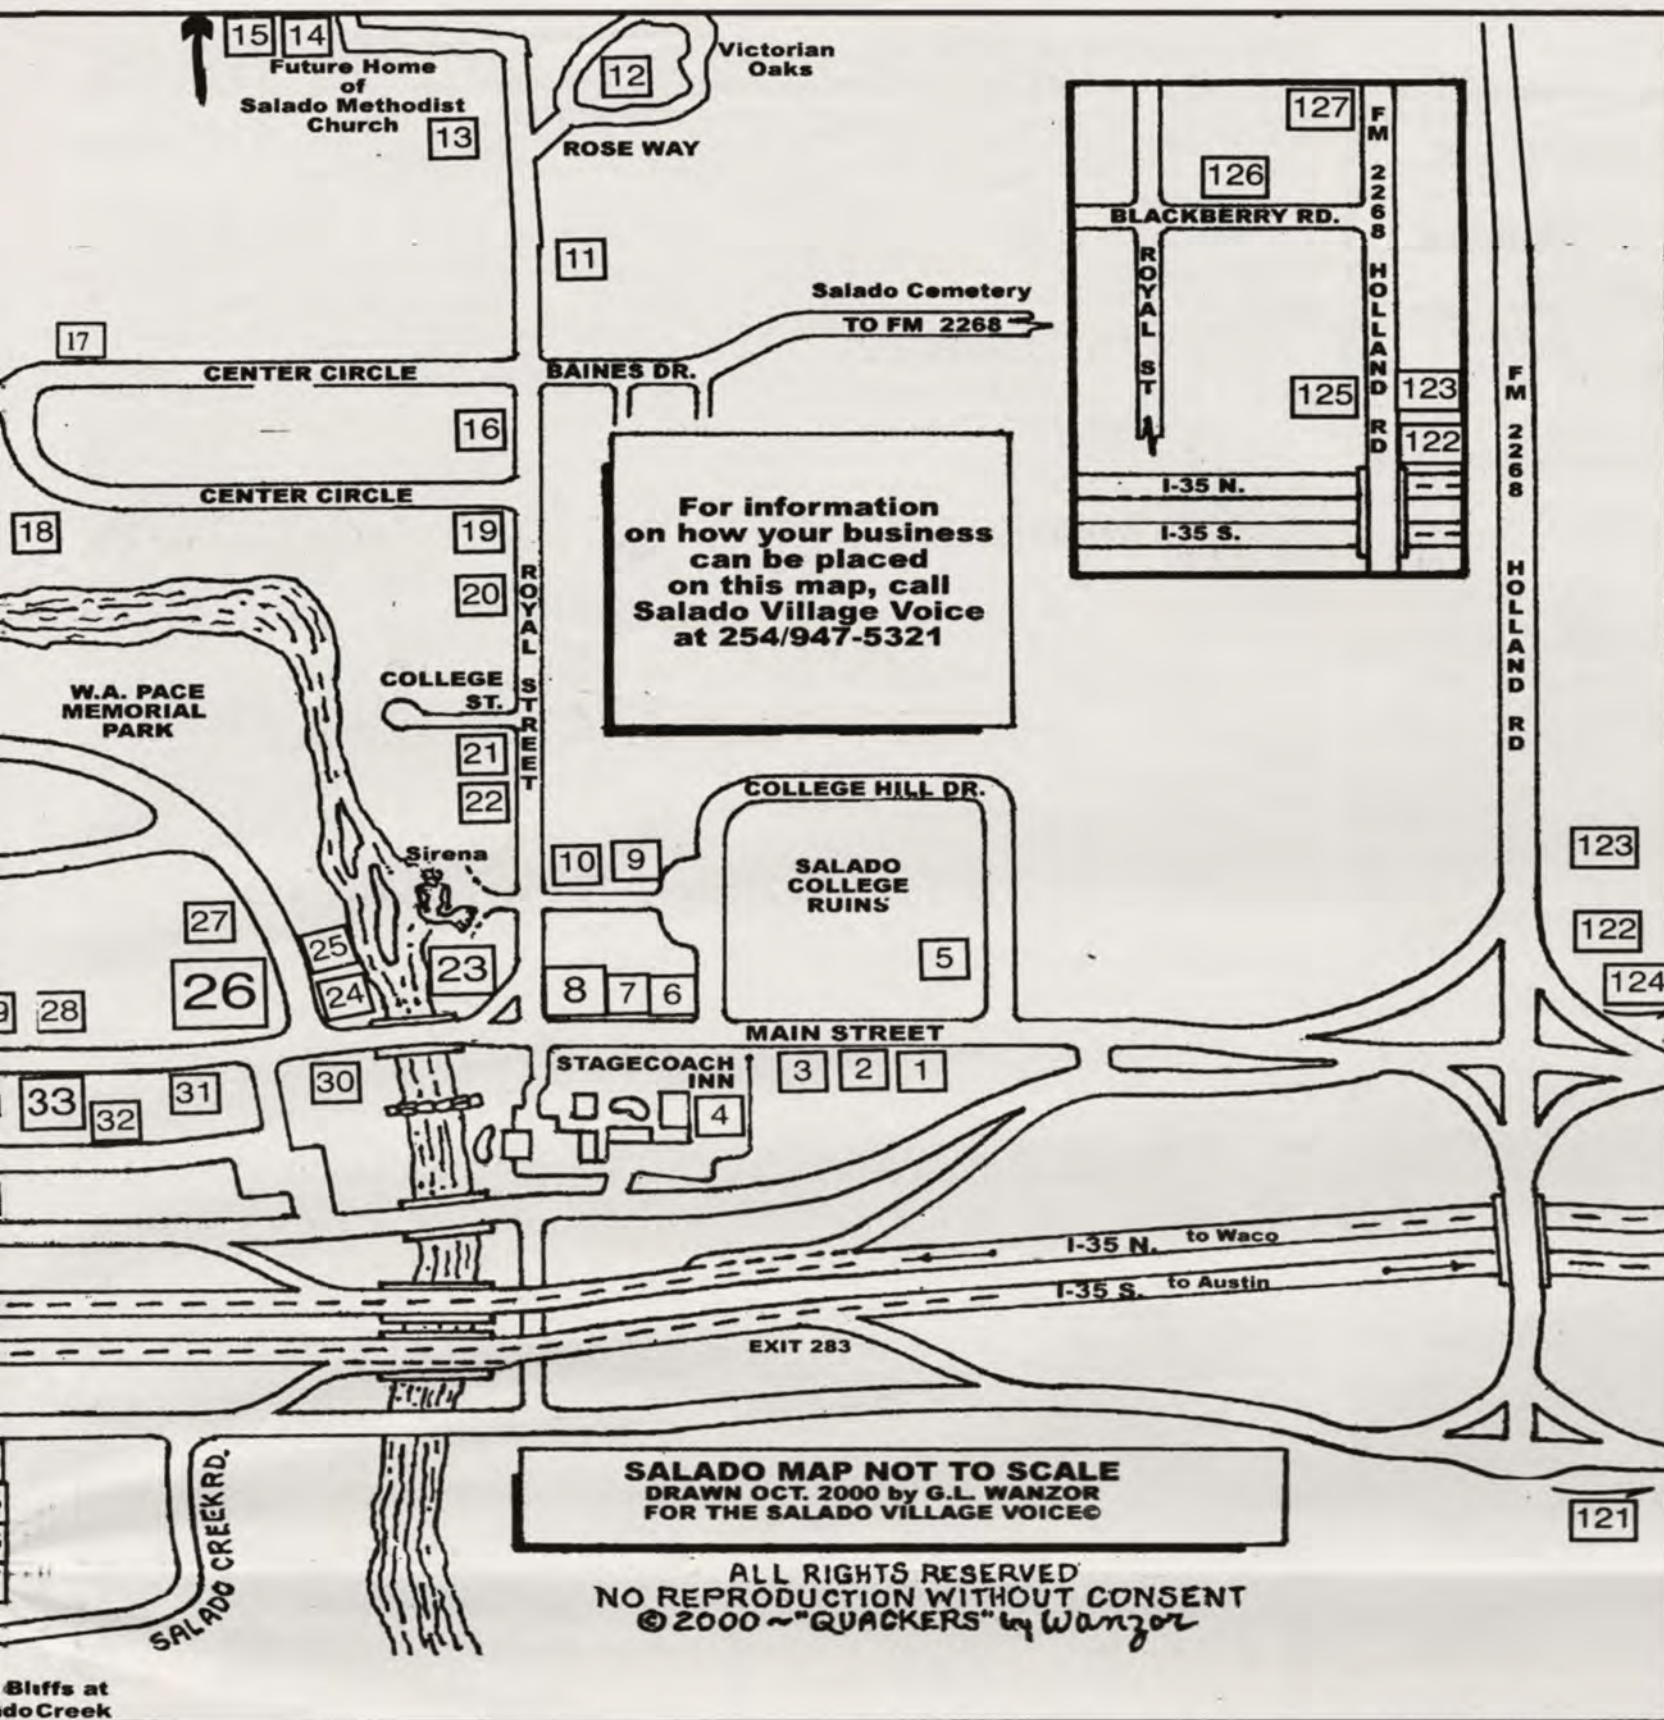 15
14
Future Home
of
Salado Methodist
Church
13
12
Victorian
Oaks
ROSE WAY
11
Salado Cemetery
TO FM 2268
17
CENTER CIRCLE
BAINES DR.
16
CENTER CIRCLE
18
19
20
ROYAL STREET
For information
on how your business
can be placed
on this map, call
Salado Village Voice
at 254/947-5321
127
126
BLACKBERRY RD.
FM 2268 HOLLAND RD
ROYAL ST
125
123
122
I-35 N.
I-35 S.
FM 2268 HOLLAND RD
W.A. PACE
MEMORIAL
PARK
COLLEGE
ST.
21
22
COLLEGE HILL DR.
Sirena
10
9
SALADO
COLLEGE
RUINS
5
123
122
124
27
25
24
26
23
8
7
6
9
28
MAIN STREET
STAGECOACH
INN
3
2
1
4
33
32
31
30
I-35 N.
to Waco
I-35 S.
to Austin
EXIT 283
SALADO CREEK RD.
SALADO MAP NOT TO SCALE
DRAWN OCT. 2000 by G.L. WANZOR
FOR THE SALADO VILLAGE VOICE©
121
ALL RIGHTS RESERVED
NO REPRODUCTION WITHOUT CONSENT
©2000~"QUACKERS" by Wanzor
Bluffs at
do Creek